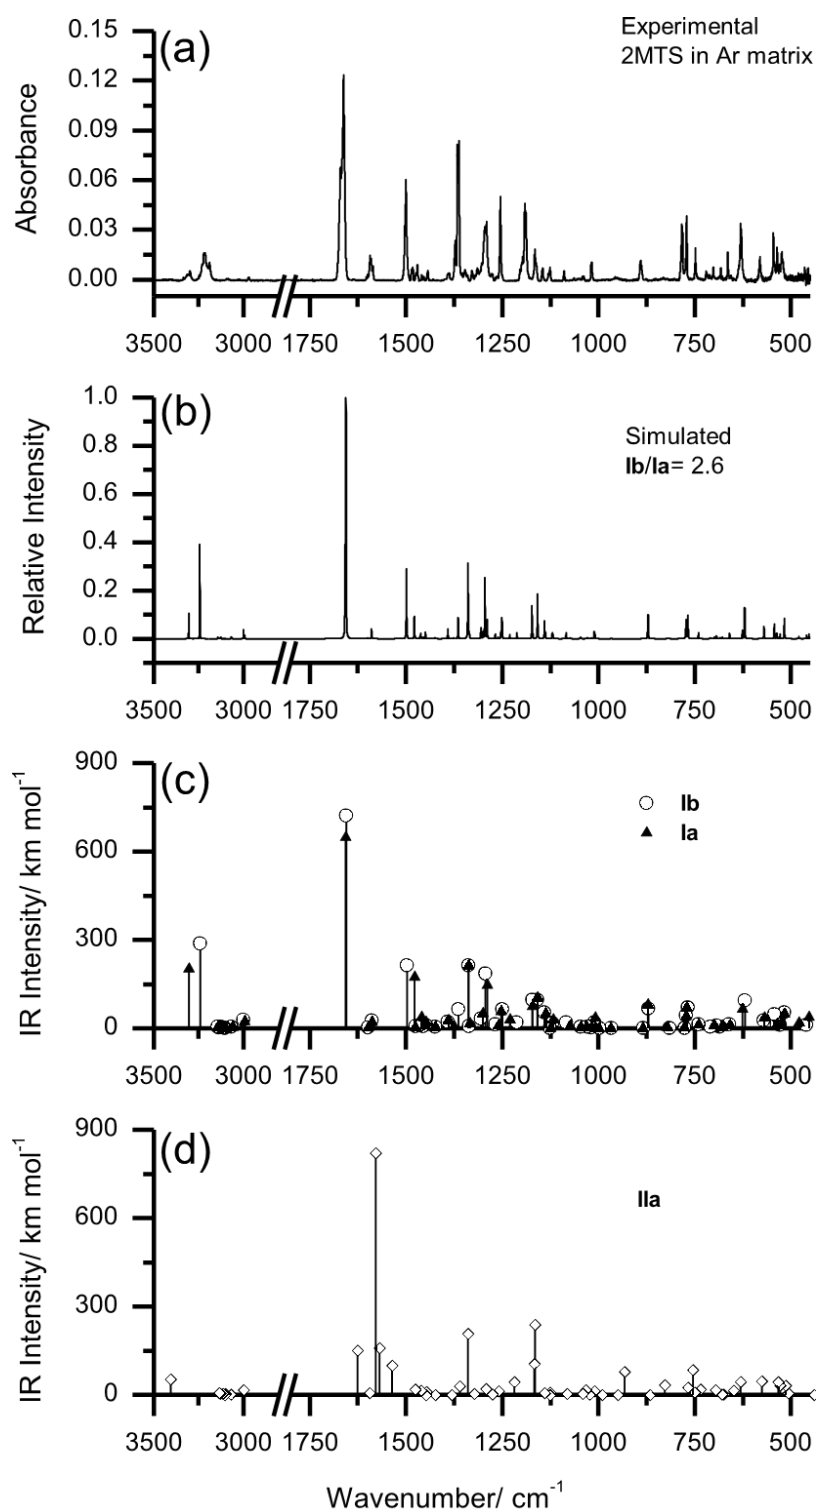 (a)
Experimental
2MTS in Ar matrix
Absorbance
0.15
0.12
0.09
0.06
0.03
0.00
3500 3000 1750 1500 1250 1000 750 500
(b)
Simulated
Ib/Ia= 2.6
Relative Intensity
1.0
0.8
0.6
0.4
0.2
0.0
3500 3000 1750 1500 1250 1000 750 500
(c)
Ib
Ia
IR Intensity/ km mol⁻¹
900
600
300
0
3500 3000 1750 1500 1250 1000 750 500
(d)
IIa
IR Intensity/ km mol⁻¹
900
600
300
0
3500 3000 1750 1500 1250 1000 750 500
Wavenumber/ cm⁻¹